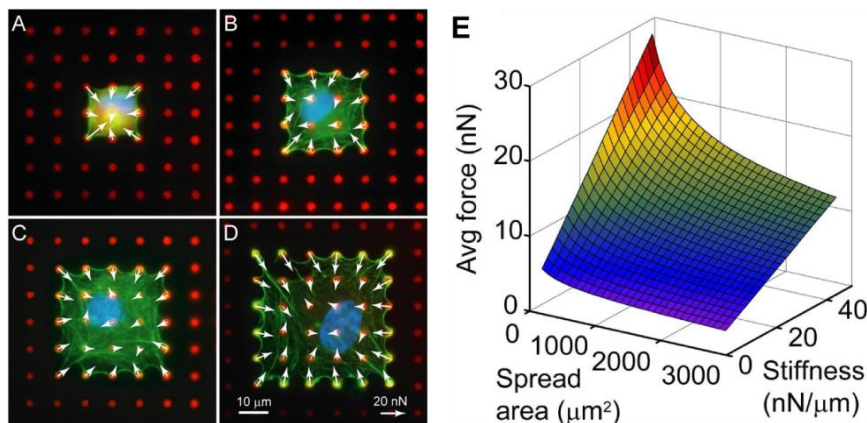 A
B
C
D
10 μm
20 nN
E
Avg force (nN)
30
20
10
0
0
1000
2000
3000
Spread
area (μm²)
0
20
40
Stiffness
(nN/μm)